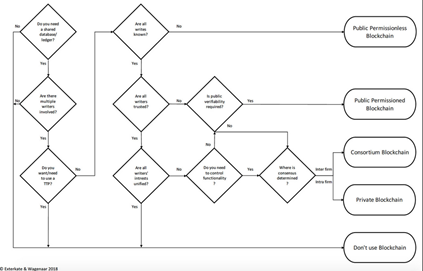 No
Do you need
a shared
database/
ledger?
Yes
No
Are there
multiple
writers
involved?
Yes
Do you
want/need
to use a
TTP?
No
Yes
Are all
writes
known?
No
Yes
Are all
writers
trusted?
No
Yes
Are all
writers'
intrests
unified?
No
Yes
Is public
verifiability
required?
Yes
No
No
Do you need
to control
functionality
?
Yes
Where is
consensus
determined
?
Inter firm
Intra firm
Public Permissionless
Blockchain
Public Permissioned
Blockchain
Consortium Blockchain
Private Blockchain
Don't use Blockchain
© Exterkate & Wagenaar 2018